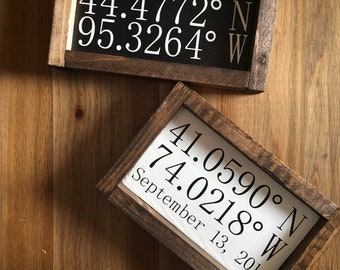 44.4772° N
95.3264° W
41.0590° N
74.0218° W
September 13,